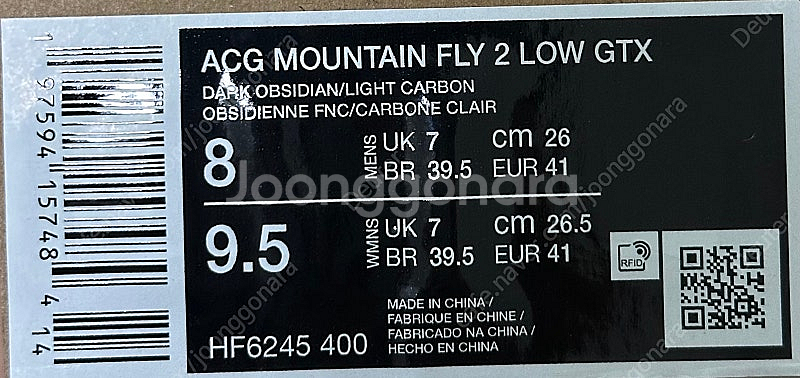 ACG MOUNTAIN FLY 2 LOW GTX
DARK OBSIDIAN/LIGHT CARBON
OBSIDIENNE FNC/CARBONE CLAIR
8 MENS UK 7 cm 26
BR 39.5 EUR 41
9.5 WMNS UK 7 cm 26.5
BR 39.5 EUR 41
RFID
MADE IN CHINA /
FABRIQUE EN CHINE /
FABRICADO NA CHINA /
HECHO EN CHINA
HF6245 400
1 97594 15748 4 14
Joonggonara